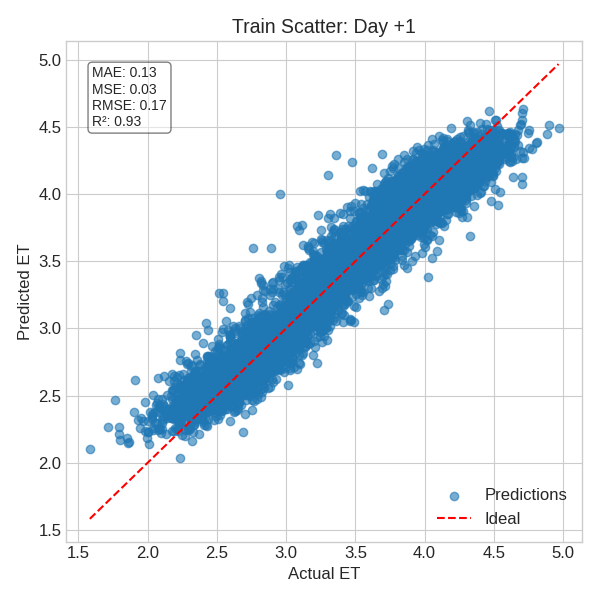 Train Scatter: Day +1
MAE: 0.13
MSE: 0.03
RMSE: 0.17
R²: 0.93
5.0
4.5
4.0
3.5
3.0
2.5
2.0
1.5
Predicted ET
Predictions
Ideal
1.5 2.0 2.5 3.0 3.5 4.0 4.5 5.0
Actual ET